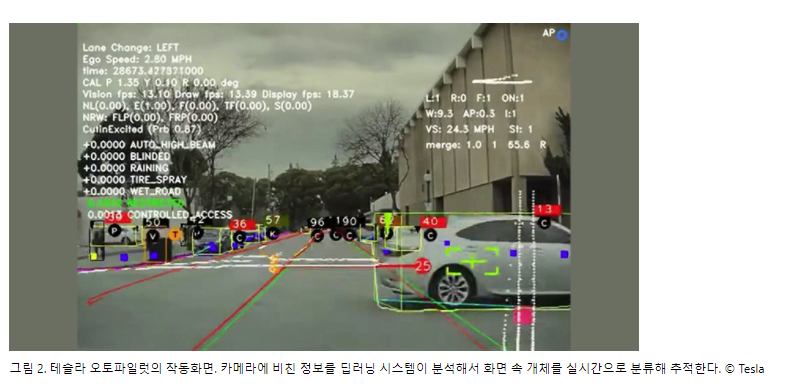 AP
Lane Change: LEFT
Ego Speed: 2.80 MPH
time: 28673.427821000
CAL P 1.35 Y 0.10 R 0.00 deg
Vision fps: 13.10 Draw fps: 13.39 Display fps: 18.37
NL(0.00), E(1.00), F(0.00), TF(0.00), S(0.00)
NRW: FLP(0.00), FRP(0.00)
CutinExcited (Prb 0.87)
L:1 R:0 F:1 ON:1
W:9.3 AP:0.3 I:1
VS: 24.3 MPH St: 1
merge: 1.0 1 65.6 R
+0.0000 AUTO_HIGH_BEAM
+0.0000 BLINDED
+0.0000 RAINING
+0.0000 TIRE_SPRAY
+0.0000 WET_ROAD
0.0013 CONTROLLED_ACCESS
50 36 57 96 190 40 13
P V T C K C C C C C
25
그림 2. 테슬라 오토파일럿의 작동화면. 카메라에 비친 정보를 딥러닝 시스템이 분석해서 화면 속 개체를 실시간으로 분류해 추적한다. © Tesla